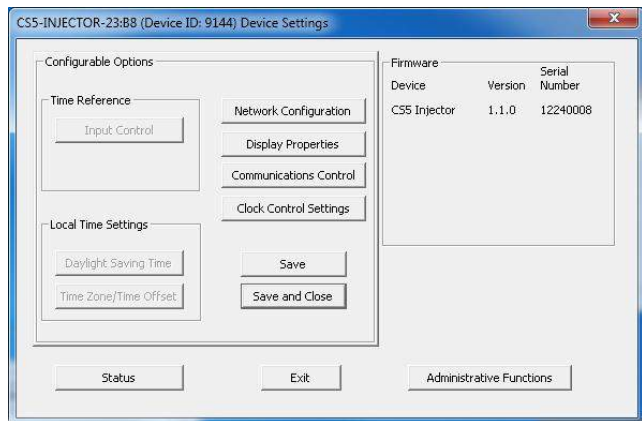 CS5-INJECTOR-23:B8 (Device ID: 9144) Device Settings
Configurable Options
Time Reference
Input Control
Network Configuration
Display Properties
Communications Control
Clock Control Settings
Local Time Settings
Daylight Saving Time
Time Zone/Time Offset
Save
Save and Close
Firmware
Device Version Serial Number
CS5 Injector 1.1.0 12240008
Status
Exit
Administrative Functions